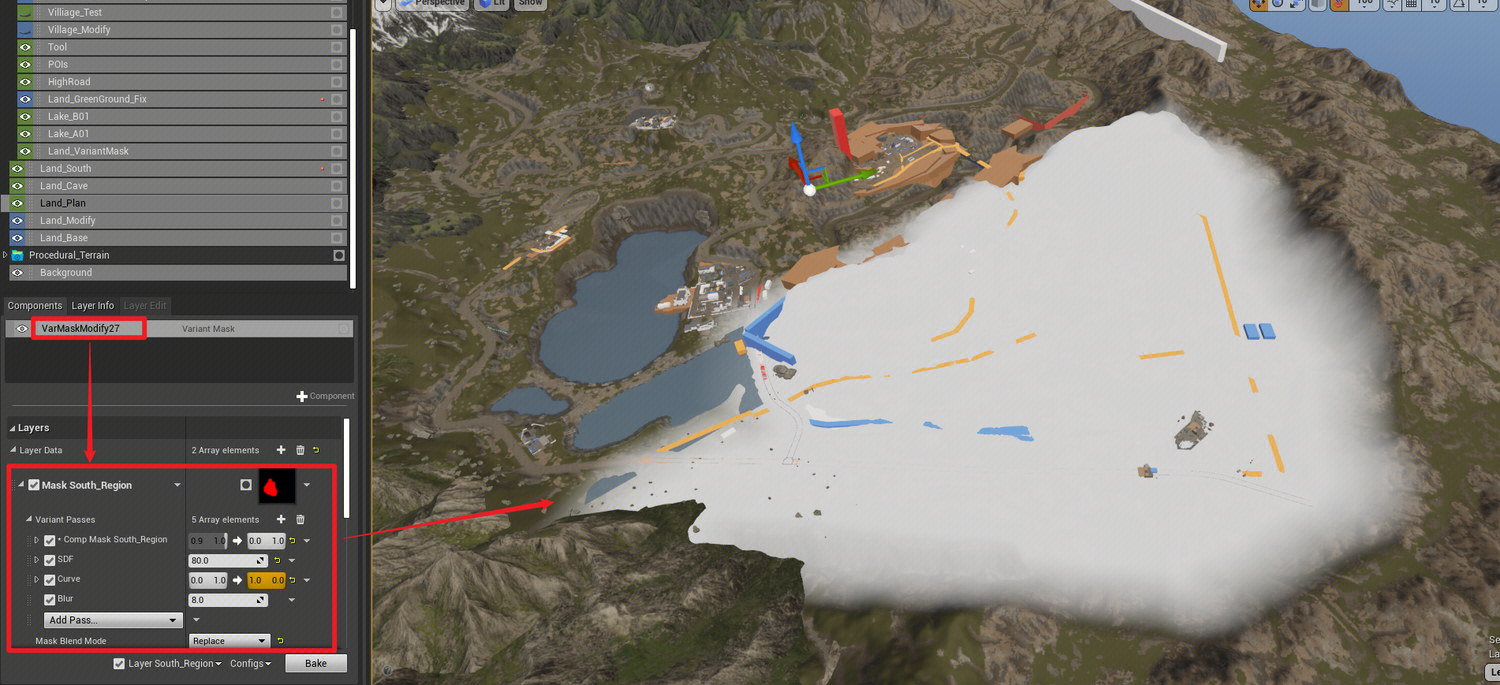 Perspective Lit Show
Villiage_Test
Village_Modify
Tool
POIs
HighRoad
Land_GreenGround_Fix
Lake_B01
Lake_A01
Land_VariantMask
Land_South
Land_Cave
Land_Plan
Land_Modify
Land_Base
Procedural_Terrain
Background
Components Layer Info Layer Edit
VarMaskModify27 Variant Mask
Component
Layers
Layer Data 2 Array elements
Mask South_Region
Variant Passes 5 Array elements
* Comp Mask South_Region 0.9 1.0 0.0 1.0
SDF 80.0
Curve 0.0 1.0 1.0 0.0
Blur 8.0
Add Pass...
Mask Blend Mode Replace
Layer South_Region Configs Bake